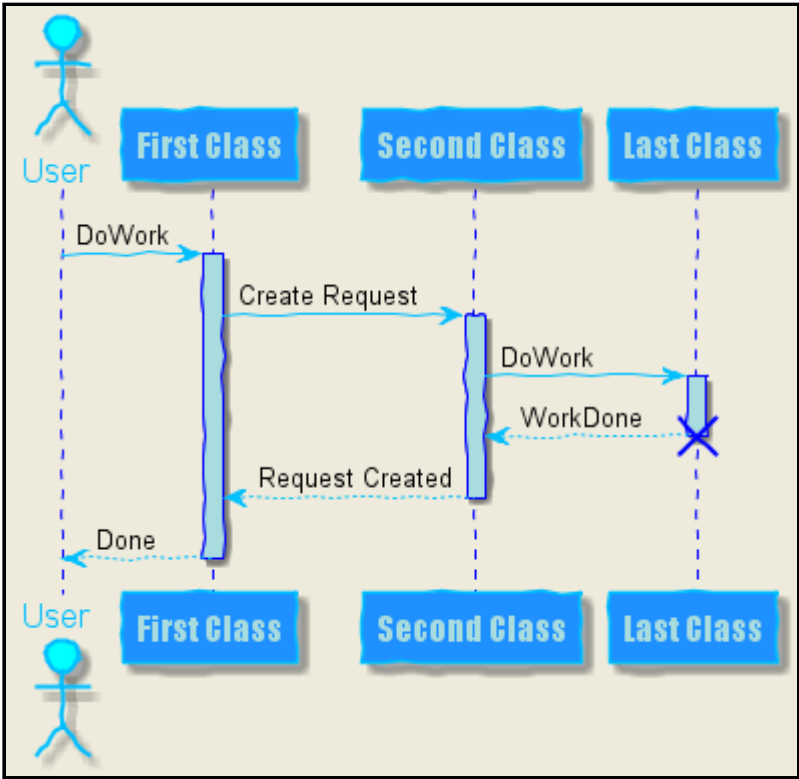 User
First Class
Second Class
Last Class
DoWork
Create Request
DoWork
WorkDone
Request Created
Done
User
First Class
Second Class
Last Class